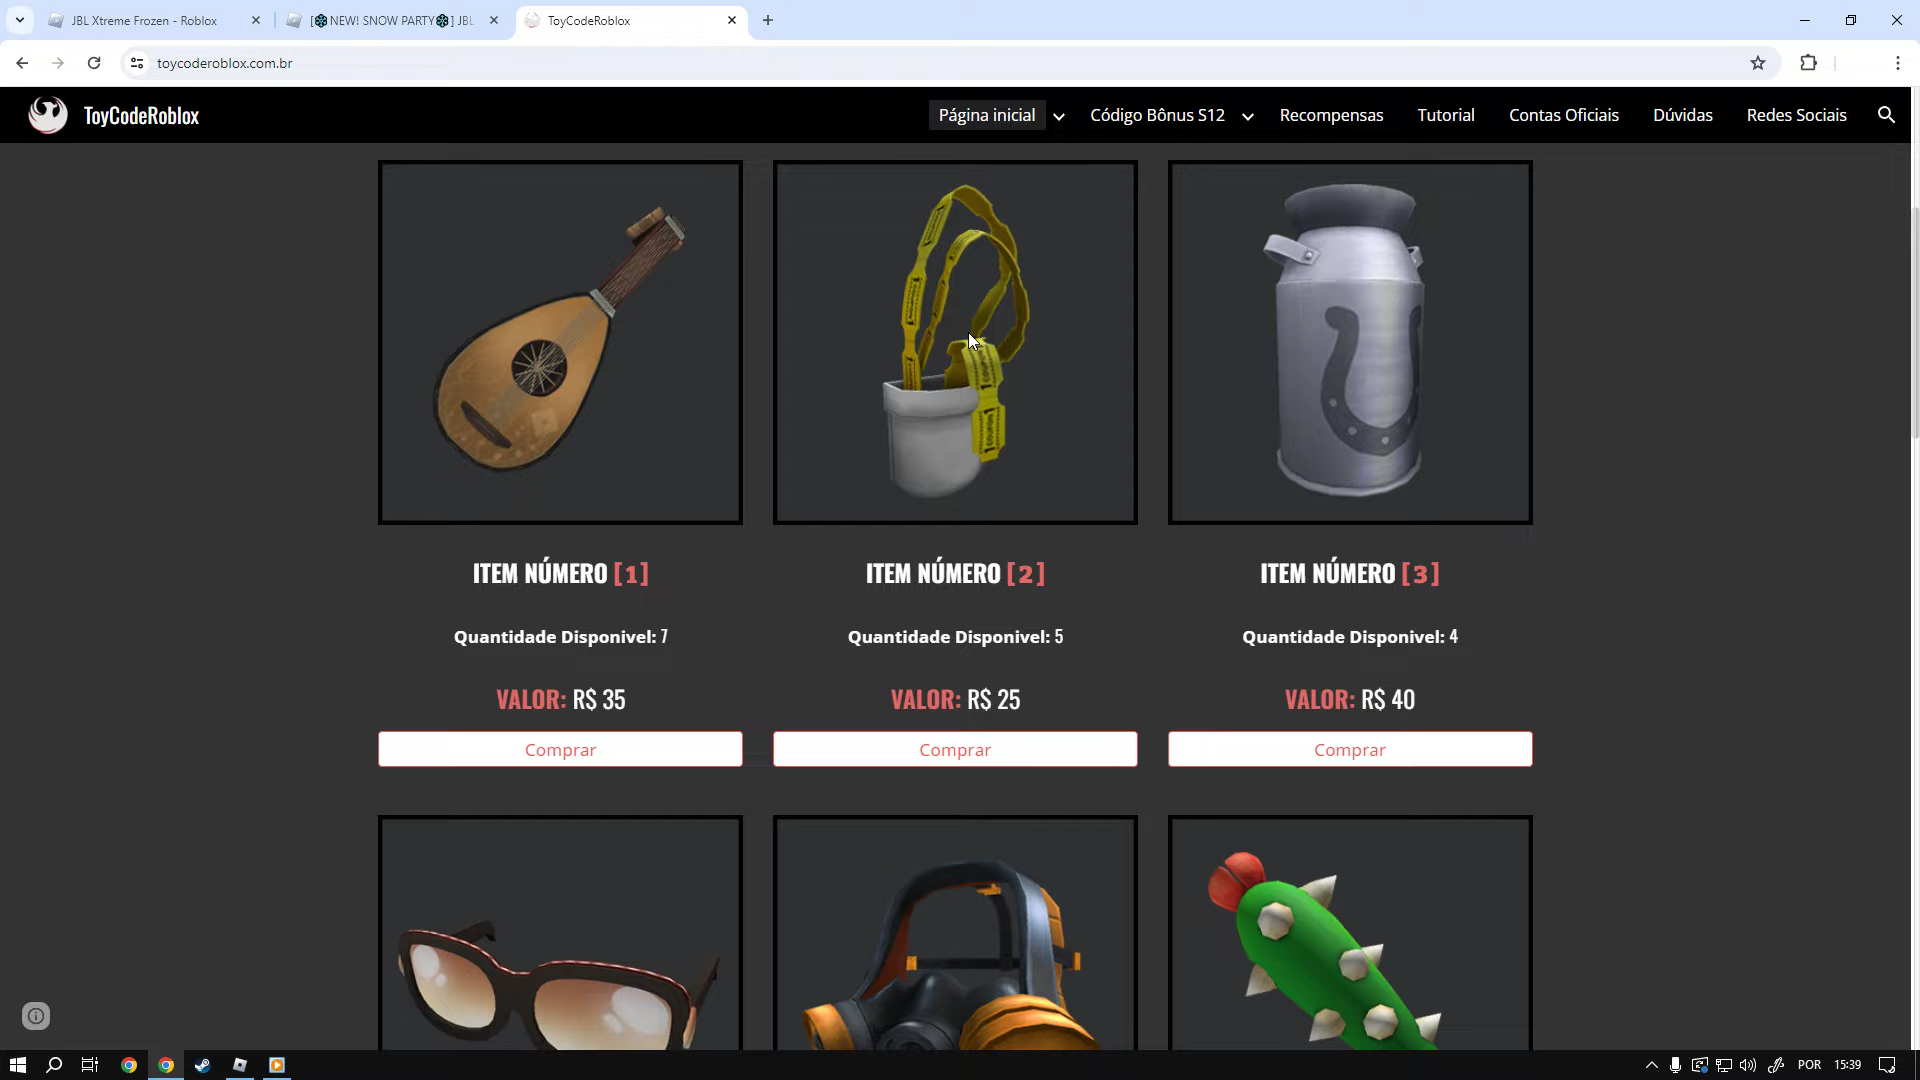 JBL Xtreme Frozen - Roblox
[❄NEW! SNOW PARTY❄] JBL
ToyCodeRoblox
toycoderoblox.com.br
ToyCodeRoblox
Página inicial
Código Bônus S12
Recompensas
Tutorial
Contas Oficiais
Dúvidas
Redes Sociais
ITEM NÚMERO [1]
ITEM NÚMERO [2]
ITEM NÚMERO [3]
Quantidade Disponivel: 7
Quantidade Disponivel: 5
Quantidade Disponivel: 4
VALOR: R$ 35
VALOR: R$ 25
VALOR: R$ 40
Comprar
Comprar
Comprar
POR
15:39